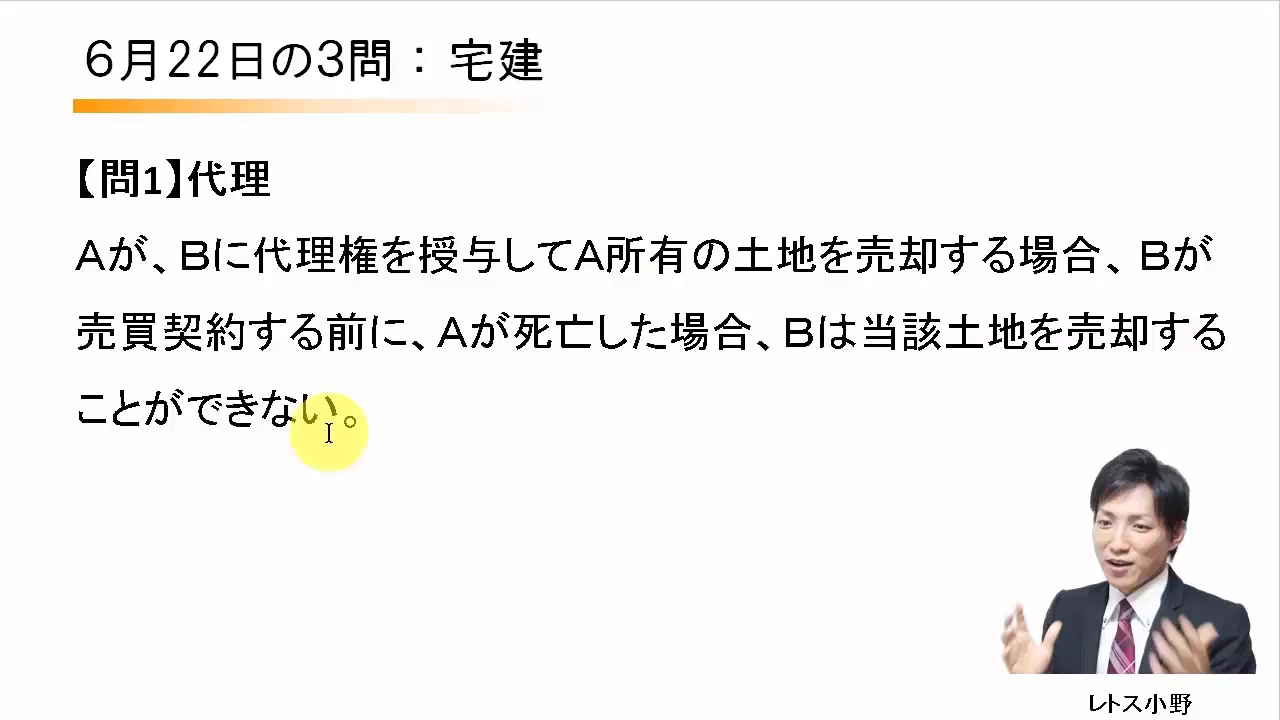 ６月２２日の３問：宅建
【問1】代理
Ａが、Ｂに代理権を授与してＡ所有の土地を売却する場合、Ｂが
売買契約する前に、Ａが死亡した場合、Ｂは当該土地を売却する
ことができない。
レトス小野